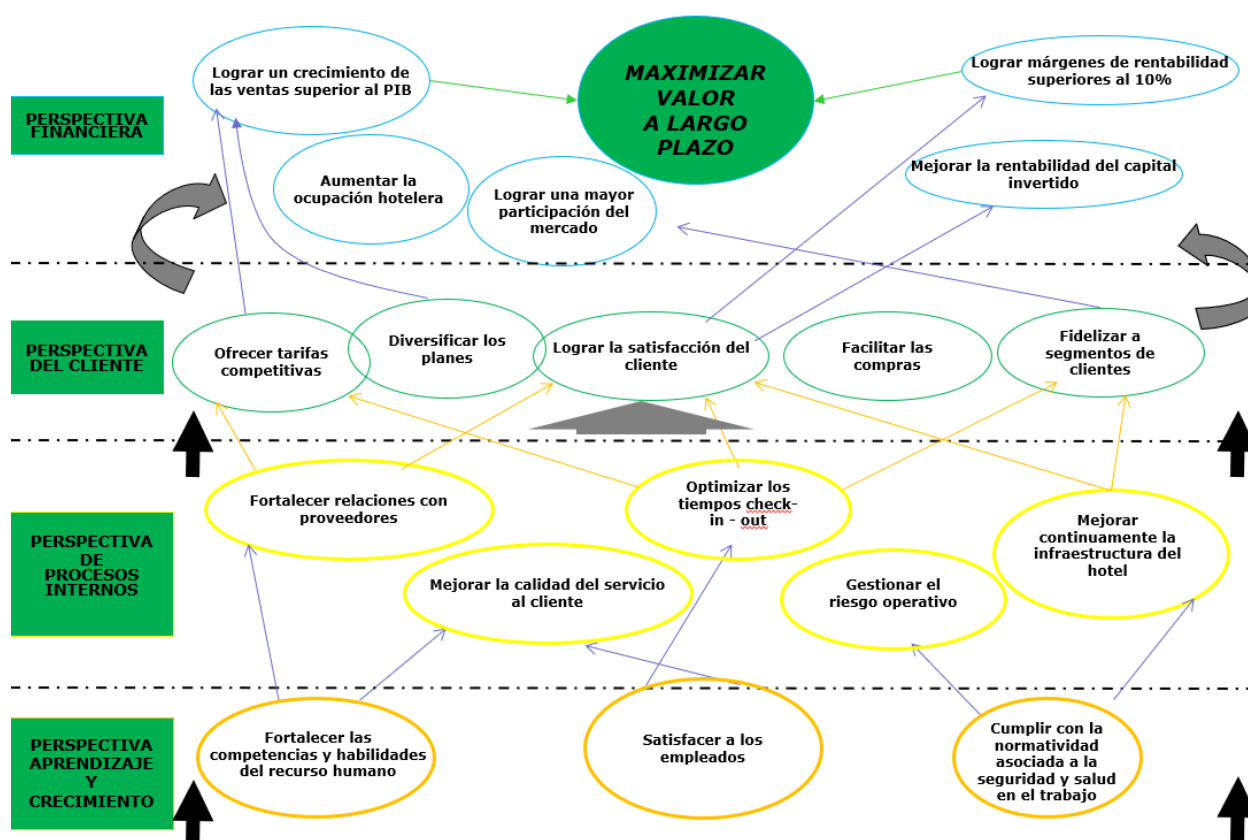 PERSPECTIVA
FINANCIERA
Lograr un crecimiento de
las ventas superior al PIB
MAXIMIZAR
VALOR
A LARGO
PLAZO
Lograr márgenes de rentabilidad
superiores al 10%
Aumentar la
ocupación hotelera
Lograr una mayor
participación del
mercado
Mejorar la rentabilidad del capital
invertido
PERSPECTIVA
DEL CLIENTE
Ofrecer tarifas
competitivas
Diversificar los
planes
Lograr la satisfacción del
cliente
Facilitar las
compras
Fidelizar a
segmentos de
clientes
PERSPECTIVA
DE
PROCESOS
INTERNOS
Fortalecer relaciones con
proveedores
Optimizar los
tiempos check-
in - out
Mejorar
continuamente la
infraestructura del
hotel
Mejorar la calidad del servicio
al cliente
Gestionar el
riesgo operativo
PERSPECTIVA
APRENDIZAJE
Y
CRECIMIENTO
Fortalecer las
competencias y habilidades
del recurso humano
Satisfacer a los
empleados
Cumplir con la
normatividad
asociada a la
seguridad y salud
en el trabajo